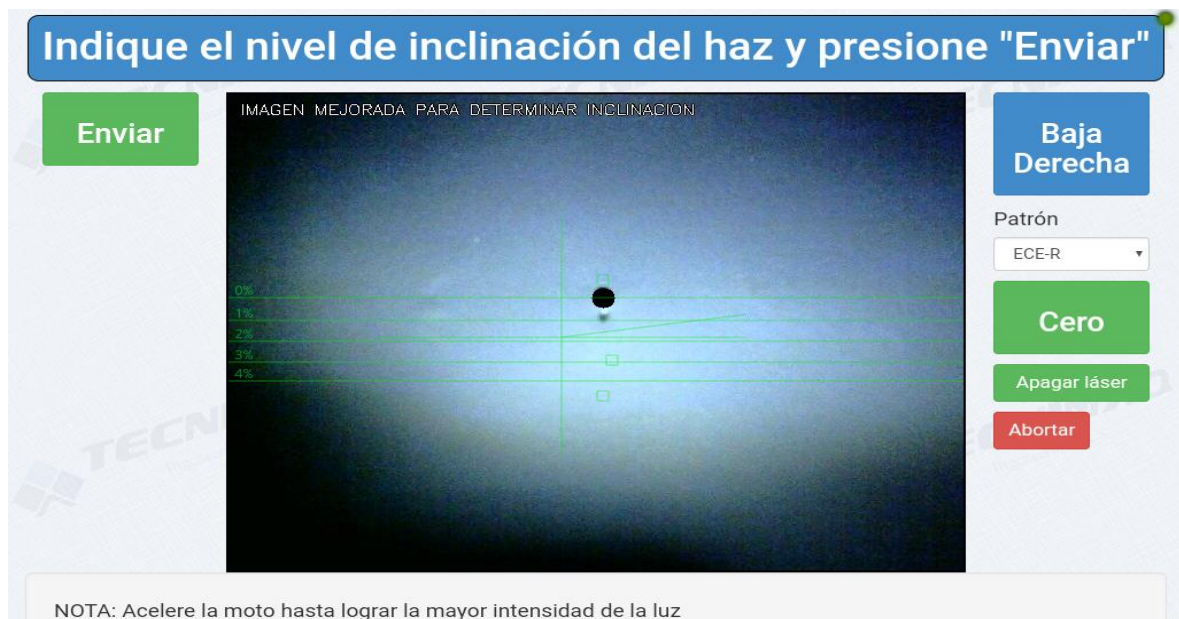 Indique el nivel de inclinación del haz y presione "Enviar"
Enviar
IMAGEN MEJORADA PARA DETERMINAR INCLINACION
0%
1%
2%
3%
4%
Baja
Derecha
Patrón
ECE-R
Cero
Apagar láser
Abortar
NOTA: Acelere la moto hasta lograr la mayor intensidad de la luz